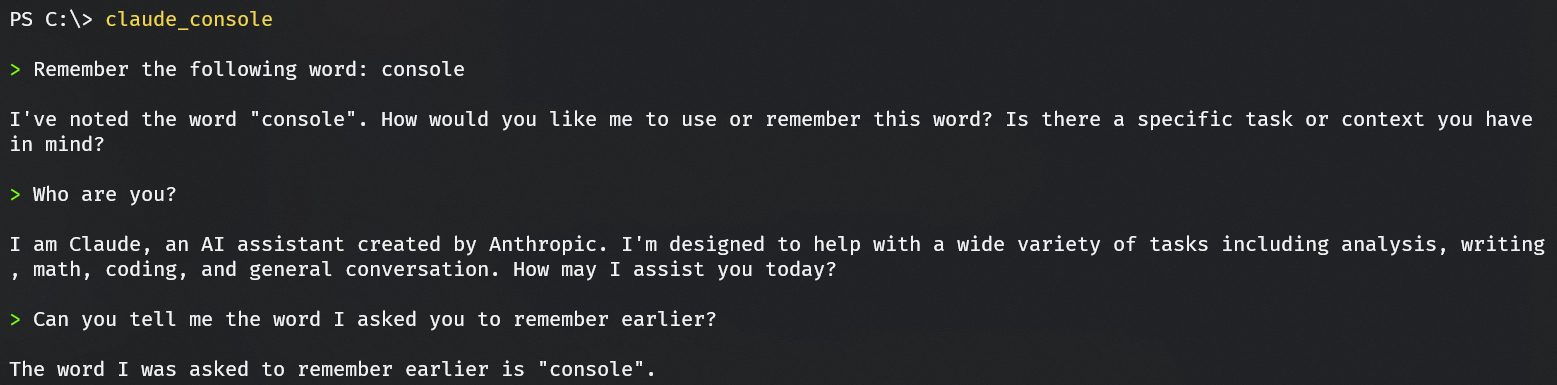 PS C:\> claude_console
> Remember the following word: console
I've noted the word "console". How would you like me to use or remember this word? Is there a specific task or context you have
in mind?
> Who are you?
I am Claude, an AI assistant created by Anthropic. I'm designed to help with a wide variety of tasks including analysis, writing
, math, coding, and general conversation. How may I assist you today?
> Can you tell me the word I asked you to remember earlier?
The word I was asked to remember earlier is "console".